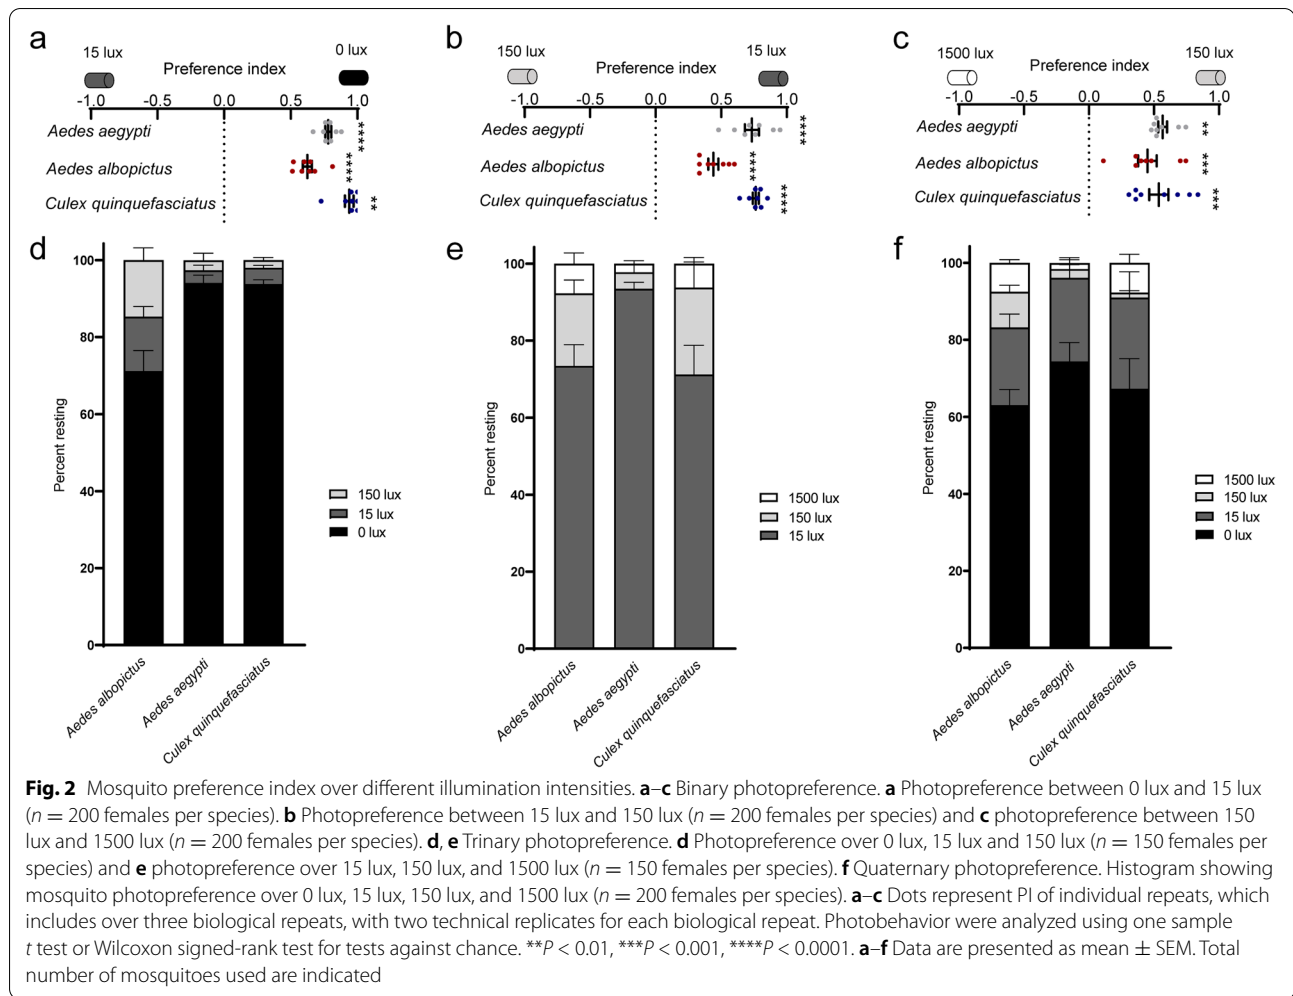 a
15 lux
0 lux
Preference index
-1.0 -0.5 0.0 0.5 1.0
Aedes aegypti ****
Aedes albopictus ****
Culex quinquefasciatus **
b
150 lux
15 lux
Preference index
-1.0 -0.5 0.0 0.5 1.0
Aedes aegypti ****
Aedes albopictus ****
Culex quinquefasciatus ****
c
1500 lux
150 lux
Preference index
-1.0 -0.5 0.0 0.5 1.0
Aedes aegypti **
Aedes albopictus ***
Culex quinquefasciatus ***
d
Percent resting
100
80
60
40
20
0
150 lux
15 lux
0 lux
Aedes albopictus
Aedes aegypti
Culex quinquefasciatus
e
Percent resting
100
80
60
40
20
0
1500 lux
150 lux
15 lux
Aedes albopictus
Aedes aegypti
Culex quinquefasciatus
f
Percent resting
100
80
60
40
20
0
1500 lux
150 lux
15 lux
0 lux
Aedes albopictus
Aedes aegypti
Culex quinquefasciatus
Fig. 2 Mosquito preference index over different illumination intensities. a–c Binary photopreference. a Photopreference between 0 lux and 15 lux
(n = 200 females per species). b Photopreference between 15 lux and 150 lux (n = 200 females per species) and c photopreference between 150
lux and 1500 lux (n = 200 females per species). d, e Trinary photopreference. d Photopreference over 0 lux, 15 lux and 150 lux (n = 150 females per
species) and e photopreference over 15 lux, 150 lux, and 1500 lux (n = 150 females per species). f Quaternary photopreference. Histogram showing
mosquito photopreference over 0 lux, 15 lux, 150 lux, and 1500 lux (n = 200 females per species). a–c Dots represent PI of individual repeats, which
includes over three biological repeats, with two technical replicates for each biological repeat. Photobehavior were analyzed using one sample
t test or Wilcoxon signed-rank test for tests against chance. **P < 0.01, ***P < 0.001, ****P < 0.0001. a–f Data are presented as mean ± SEM. Total
number of mosquitoes used are indicated